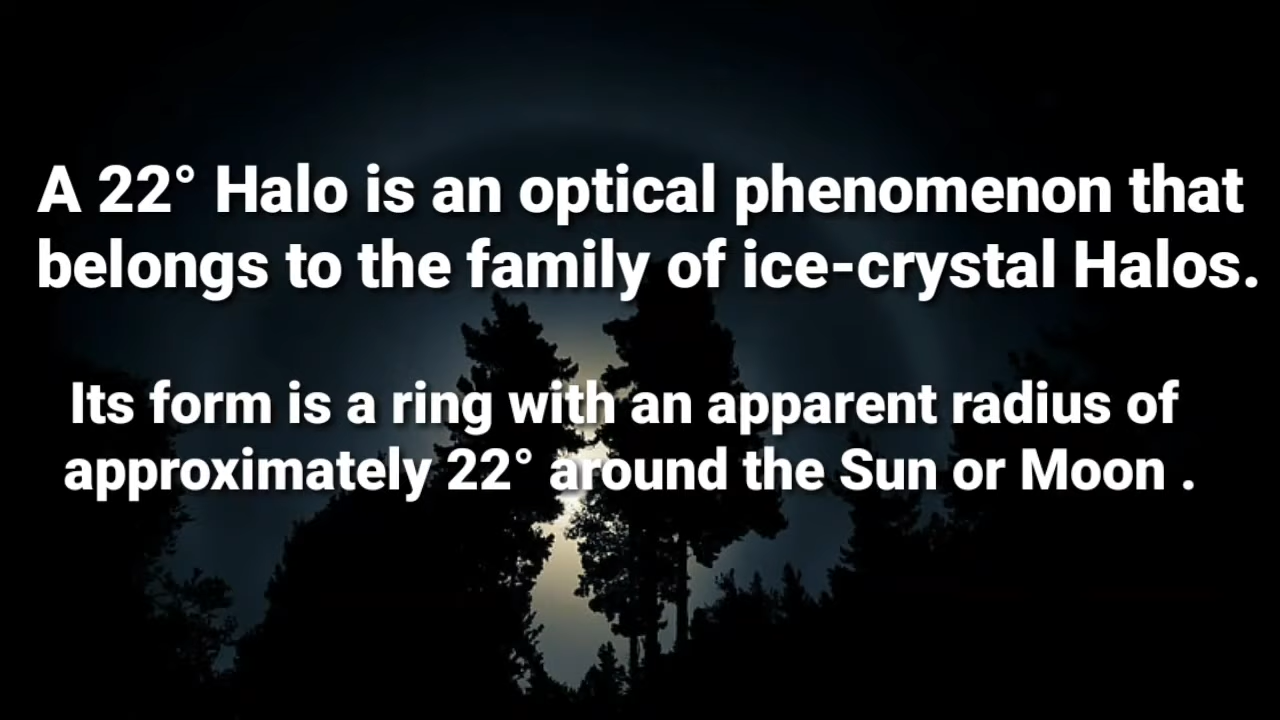 A 22° Halo is an optical phenomenon that
belongs to the family of ice-crystal Halos.
Its form is a ring with an apparent radius of
approximately 22° around the Sun or Moon .